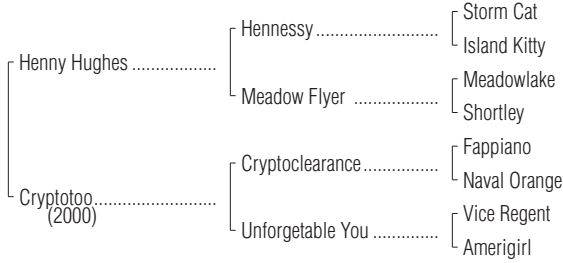 Storm Cat
Hennessy............................
Island Kitty
Henny Hughes ...................
Meadowlake
Meadow Flyer ...................
Shortley
Fappiano
Cryptoclearance.................
Naval Orange
Cryptotoo...........................
(2000)
Vice Regent
Unforgetable You ...............
Amerigirl